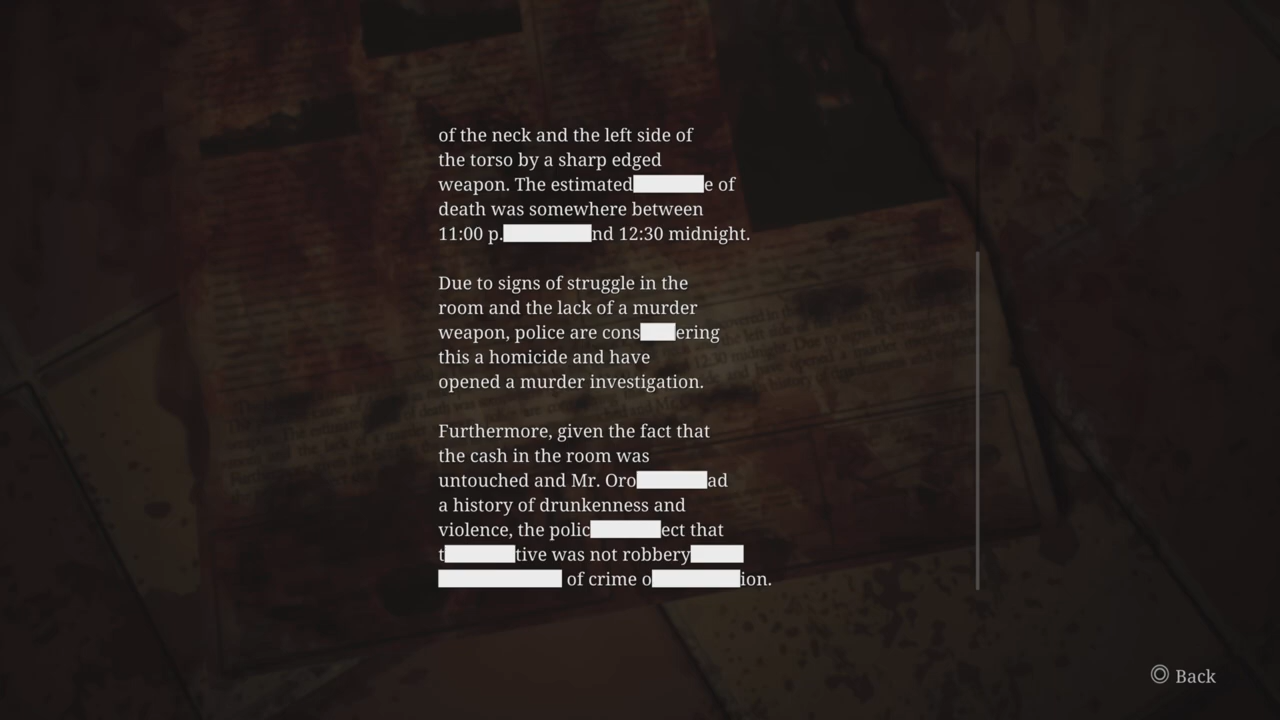 of the neck and the left side of
the torso by a sharp edged
weapon. The estimated e of
death was somewhere between
11:00 p. nd 12:30 midnight.
Due to signs of struggle in the
room and the lack of a murder
weapon, police are cons ering
this a homicide and have
opened a murder investigation.
Furthermore, given the fact that
the cash in the room was
untouched and Mr. Oro ad
a history of drunkenness and
violence, the polic ect that
t tive was not robbery
of crime o ion.
Back